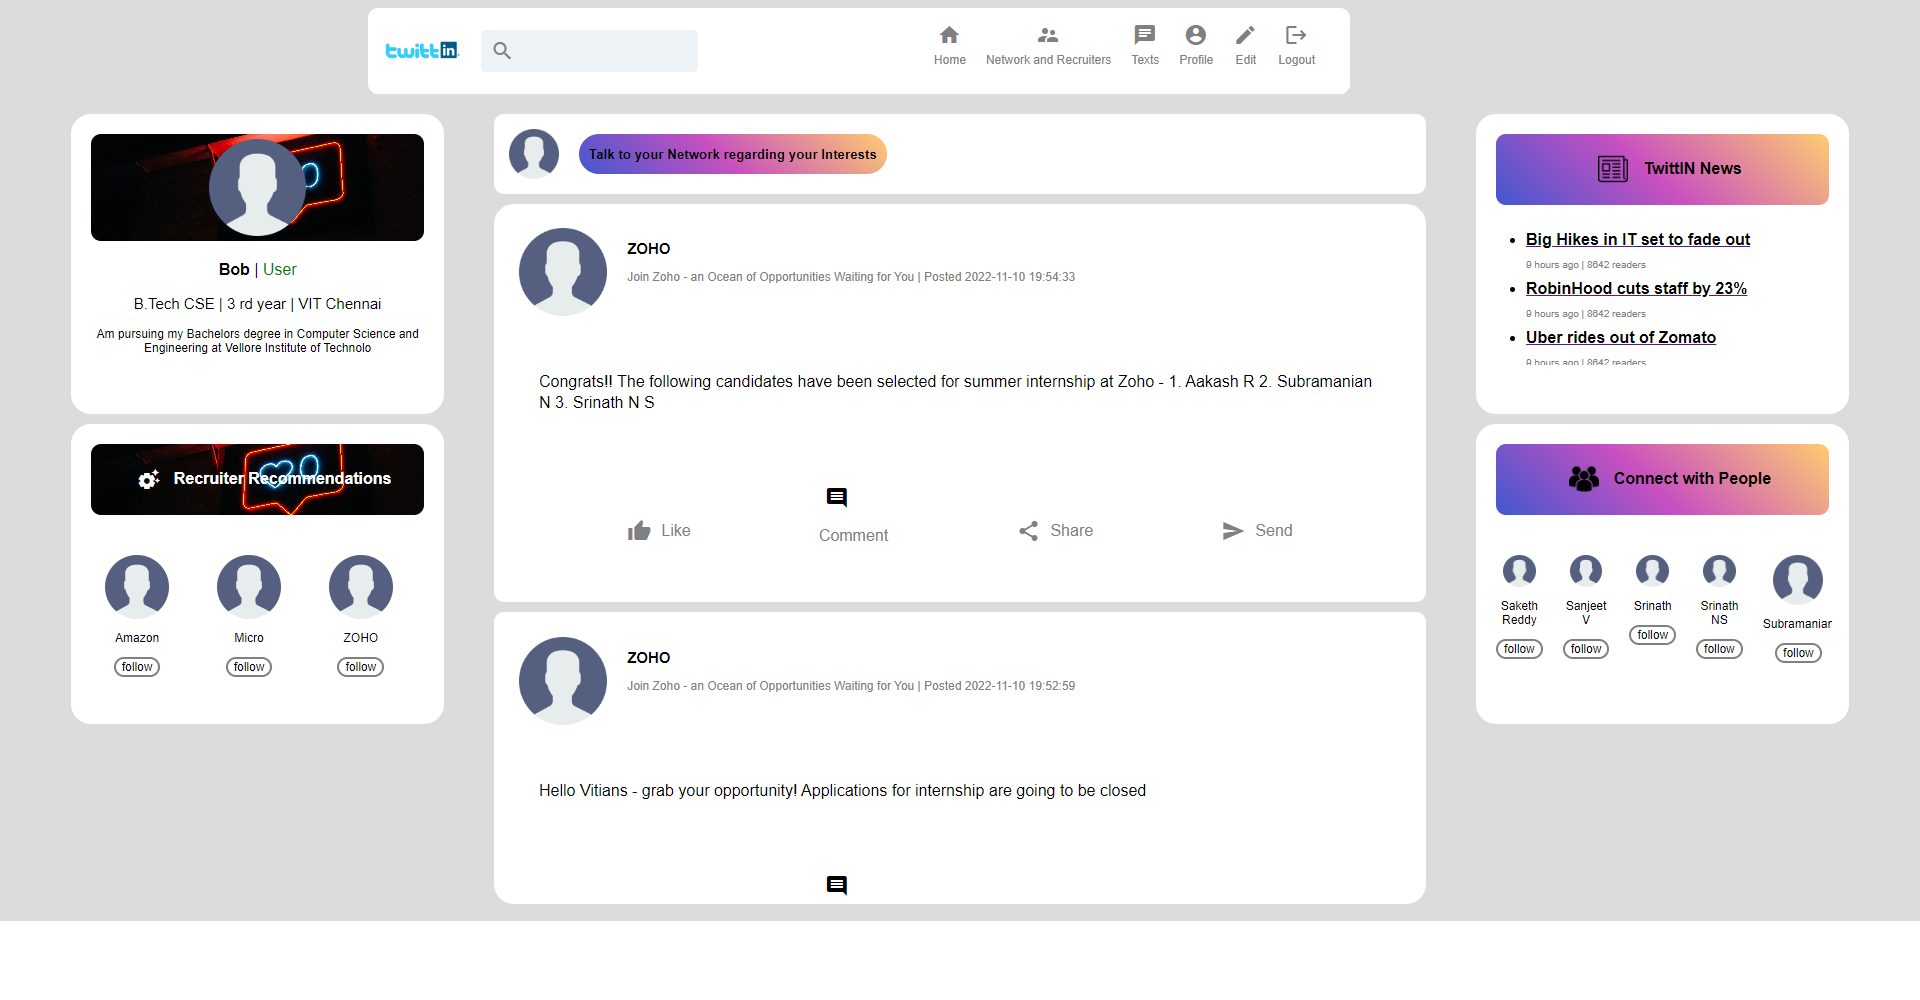 twittin
Home
Network and Recruiters
Texts
Profile
Edit
Logout
Bob | User
B.Tech CSE | 3 rd year | VIT Chennai
Am pursuing my Bachelors degree in Computer Science and
Engineering at Vellore Institute of Technolo
Recruiter Recommendations
Amazon
follow
Micro
follow
ZOHO
follow
Talk to your Network regarding your Interests
ZOHO
Join Zoho - an Ocean of Opportunities Waiting for You | Posted 2022-11-10 19:54:33
Congrats!! The following candidates have been selected for summer internship at Zoho - 1. Aakash R 2. Subramanian
N 3. Srinath N S
Like
Comment
Share
Send
ZOHO
Join Zoho - an Ocean of Opportunities Waiting for You | Posted 2022-11-10 19:52:59
Hello Vitians - grab your opportunity! Applications for internship are going to be closed
TwittIN News
Big Hikes in IT set to fade out
9 hours ago | 8642 readers
RobinHood cuts staff by 23%
9 hours ago | 8642 readers
Uber rides out of Zomato
9 hours ago | 8642 readers
Connect with People
Saketh
Reddy
follow
Sanjeet
V
follow
Srinath
follow
Srinath
NS
follow
Subramanian
follow